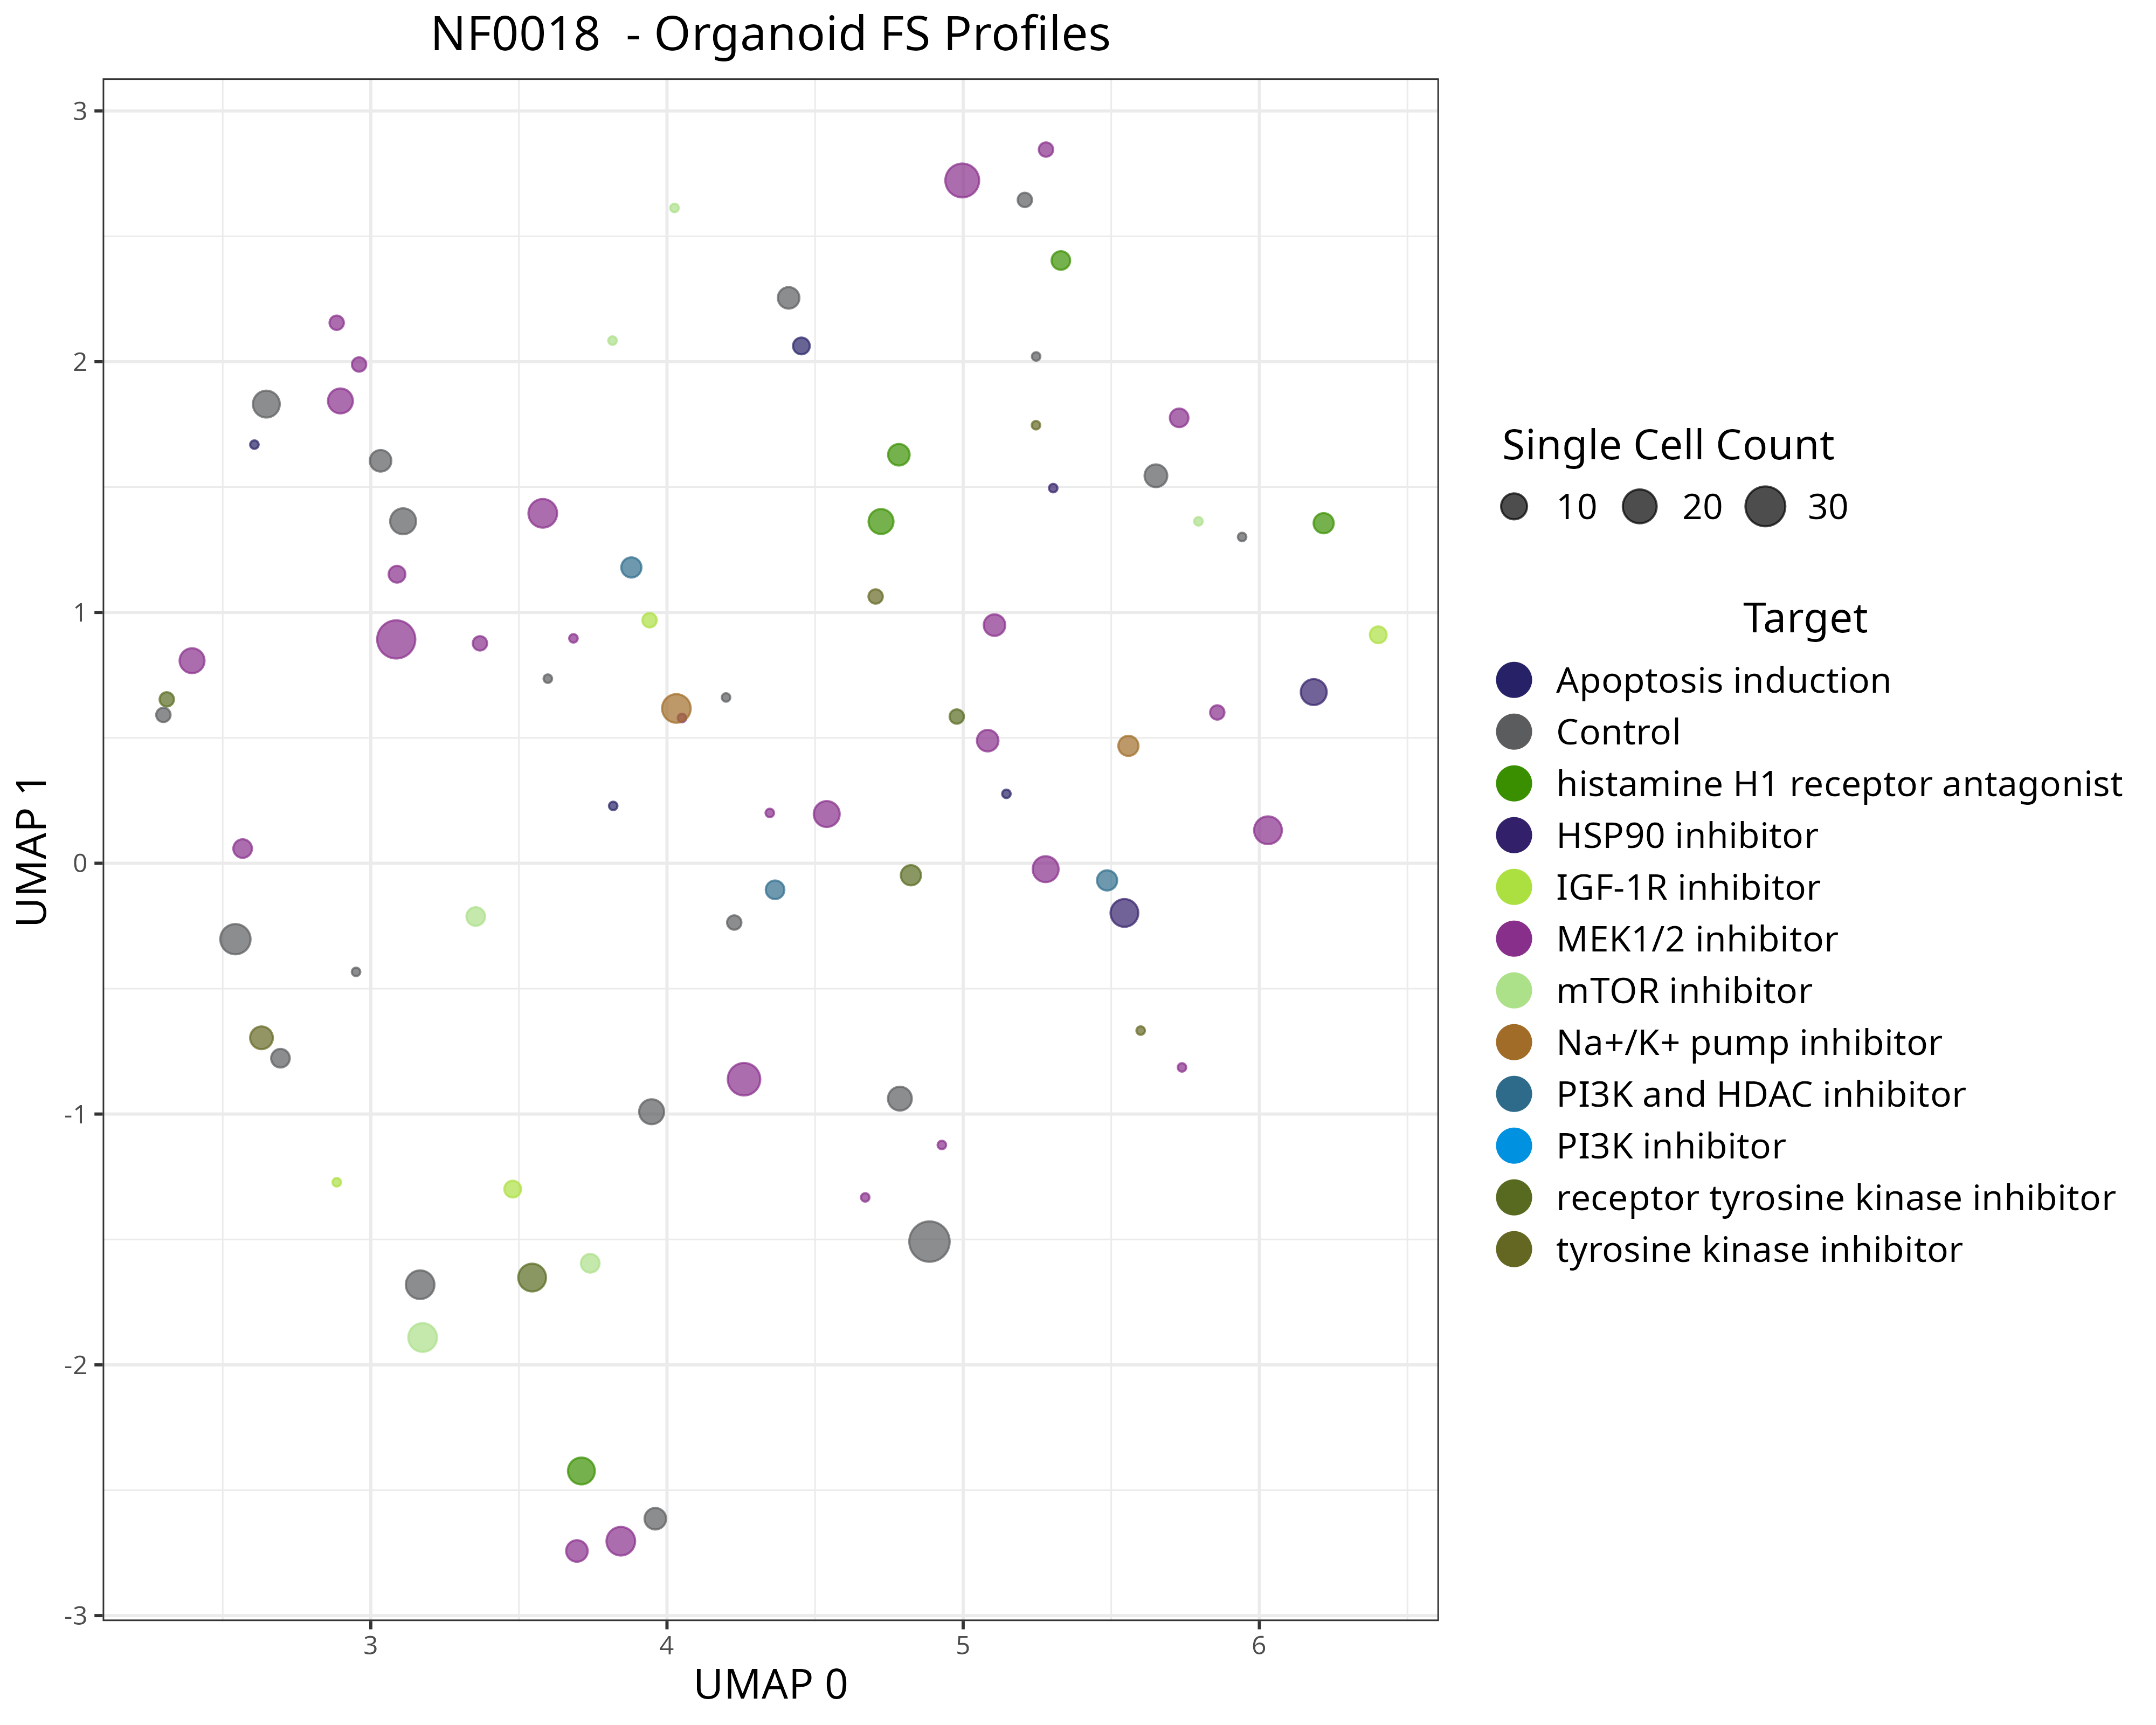 NF0018  - Organoid FS Profiles
3
2
1
0
-1
-2
-3
UMAP 1
3 4 5 6
UMAP 0
Single Cell Count
10 20 30
Target
Apoptosis induction
Control
histamine H1 receptor antagonist
HSP90 inhibitor
IGF-1R inhibitor
MEK1/2 inhibitor
mTOR inhibitor
Na+/K+ pump inhibitor
PI3K and HDAC inhibitor
PI3K inhibitor
receptor tyrosine kinase inhibitor
tyrosine kinase inhibitor